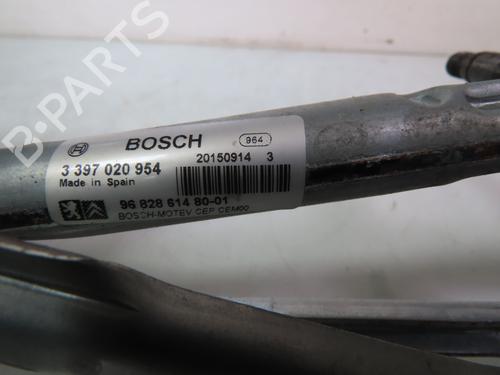 BOSCH
964
3 397 020 954
20150914 3
Made in Spain
96 828 614 80-01
BOSCH-MOTEV CEP CEM00
B-PARTS